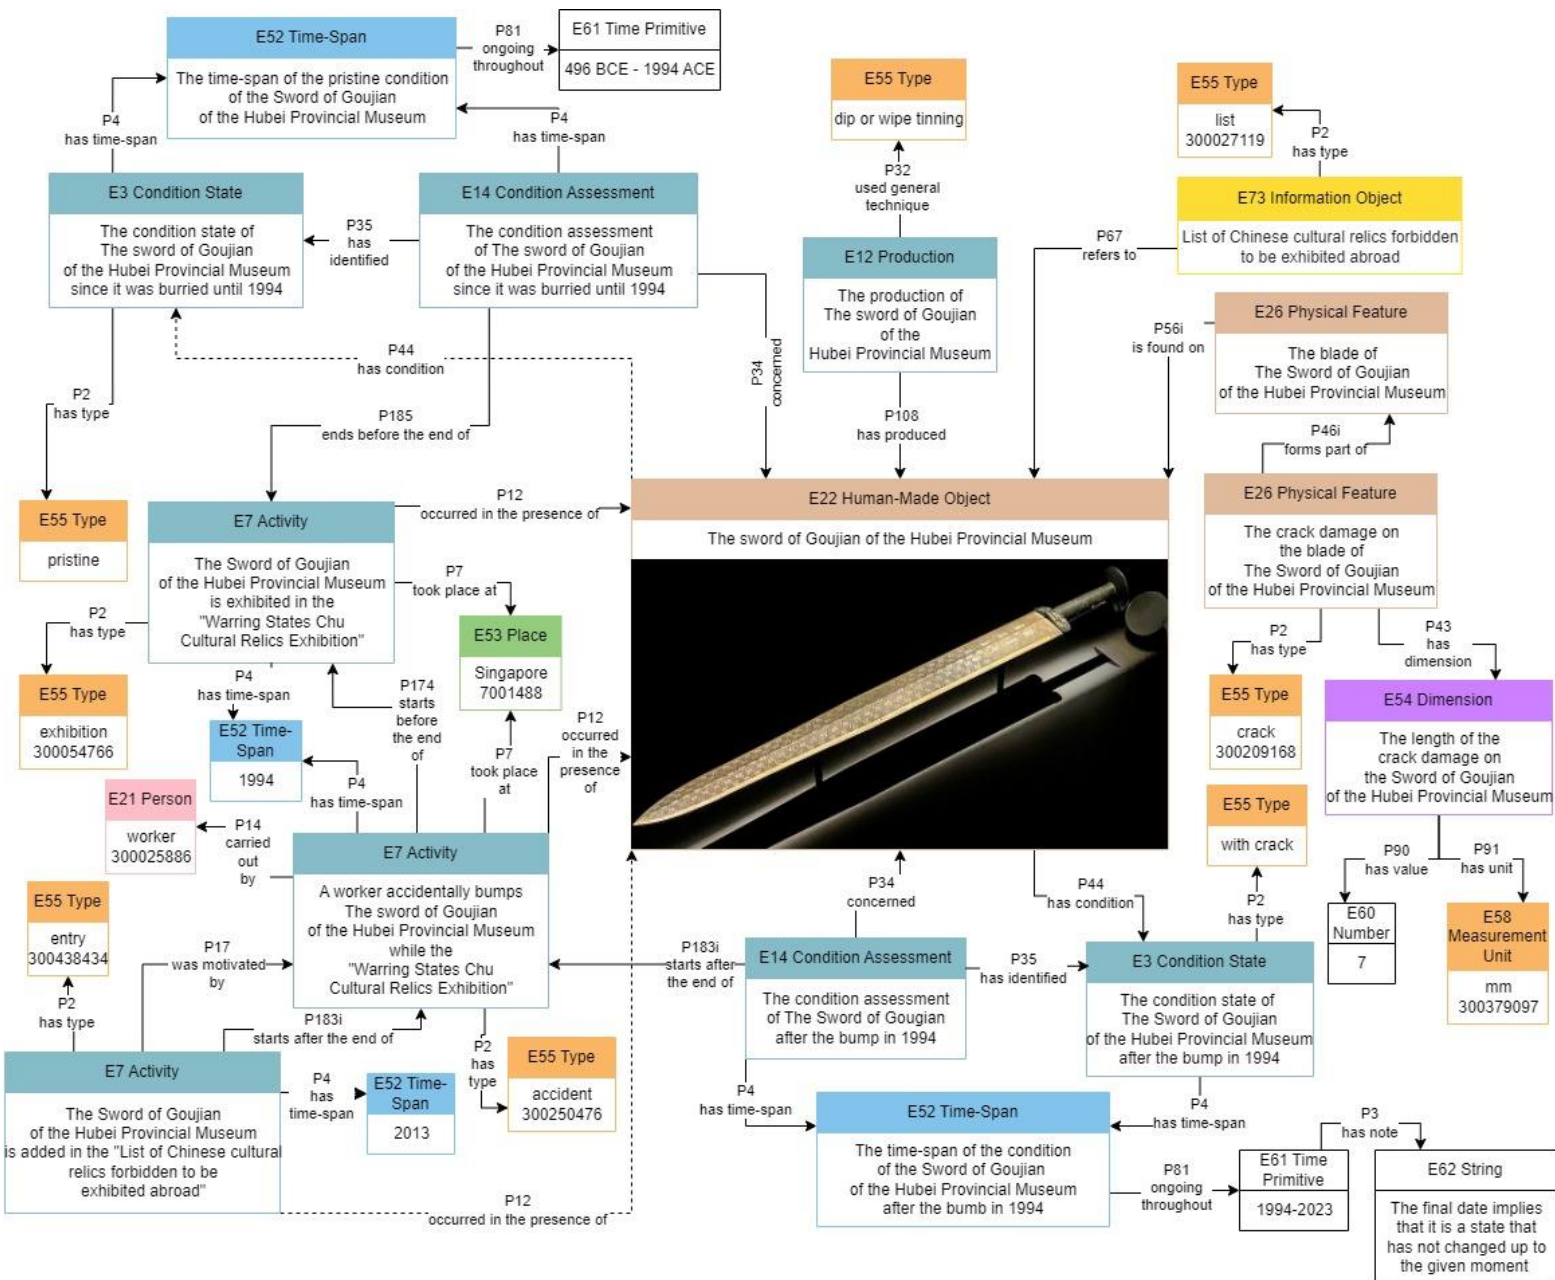 E52 Time-Span
The time-span of the pristine condition
of the Sword of Goujian
of the Hubei Provincial Museum
P81
ongoing
throughout
E61 Time Primitive
496 BCE - 1994 ACE
P4
has time-span
P4
has time-span
E3 Condition State
The condition state of
The sword of Goujian
of the Hubei Provincial Museum
since it was burried until 1994
P35
has
identified
E14 Condition Assessment
The condition assessment
of The sword of Goujian
of the Hubei Provincial Museum
since it was burried until 1994
E55 Type
dip or wipe tinning
P32
used general
technique
E12 Production
The production of
The sword of Goujian
of the
Hubei Provincial Museum
P108
has produced
E55 Type
list
300027119
P2
has type
E73 Information Object
List of Chinese cultural relics forbidden
to be exhibited abroad
P67
refers to
E26 Physical Feature
The blade of
The Sword of Goujian
of the Hubei Provincial Museum
P56i
is found on
P46i
forms part of
E26 Physical Feature
The crack damage on
the blade of
The Sword of Goujian
of the Hubei Provincial Museum
P44
has condition
P34
concerned
P2
has type
P185
ends before the end of
E55 Type
pristine
E7 Activity
The Sword of Goujian
of the Hubei Provincial Museum
is exhibited in the
"Warring States Chu
Cultural Relics Exhibition"
P12
occurred in the presence of
E22 Human-Made Object
The sword of Goujian of the Hubei Provincial Museum
P7
took place at
E53 Place
Singapore
7001488
P2
has type
E55 Type
exhibition
300054766
P4
has time-span
E52 Time-
Span
1994
P174
starts
before
the end
of
P7
took place
at
P12
occurred
in the
presence
of
P4
has time-span
E21 Person
worker
300025886
P14
carried
out
by
E7 Activity
A worker accidentally bumps
The sword of Goujian
of the Hubei Provincial Museum
while the
"Warring States Chu
Cultural Relics Exhibition"
P2
has type
E55 Type
crack
300209168
P43
has
dimension
E54 Dimension
The length of the
crack damage on
the Sword of Goujian
of the Hubei Provincial Museum
P90
has value
E60
Number
7
P91
has unit
E58
Measurement
Unit
mm
300379097
E55 Type
with crack
P2
has type
P34
concerned
P44
has condition
E14 Condition Assessment
The condition assessment
of The Sword of Gougian
after the bump in 1994
P183i
starts after
the end of
P35
has identified
E3 Condition State
The condition state of
The Sword of Goujian
of the Hubei Provincial Museum
after the bump in 1994
E55 Type
entry
300438434
P2
has type
P17
was motivated
by
P183i
starts after the end of
E7 Activity
The Sword of Goujian
of the Hubei Provincial Museum
is added in the "List of Chinese cultural
relics forbidden to be
exhibited abroad"
P4
has
time-span
E52 Time-
Span
2013
P2
has
type
E55 Type
accident
300250476
P12
occurred in the presence of
P4
has time-span
P4
has time-span
E52 Time-Span
The time-span of the condition
of the Sword of Goujian
of the Hubei Provincial Museum
after the bumb in 1994
P81
ongoing
throughout
E61 Time
Primitive
1994-2023
P3
has note
E62 String
The final date implies
that it is a state that
has not changed up to
the given moment